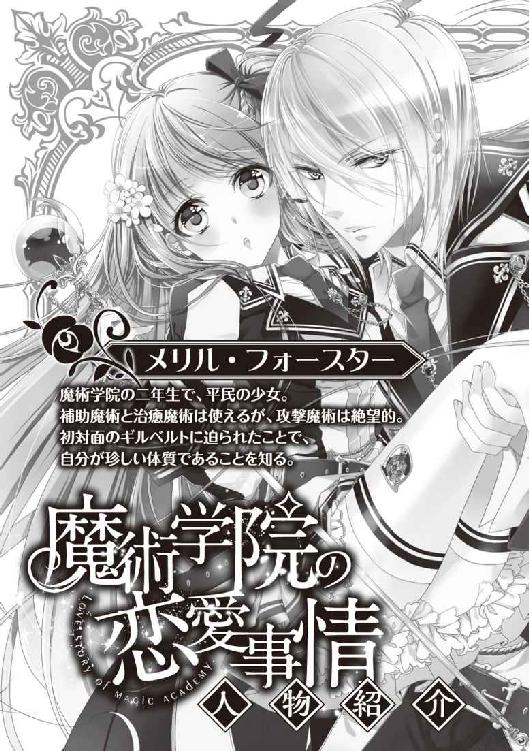 メリル・フォースター
魔術学院の二年生で、平民の少女。
補助魔術と治癒魔術は使えるが、攻撃魔術は絶望的。
初対面のギルベルトに迫られたことで、
自分が珍しい体質であることを知る。
魔術学院の
恋愛事情
LOVE STORY of MAGIC ACADEMY
人物紹介